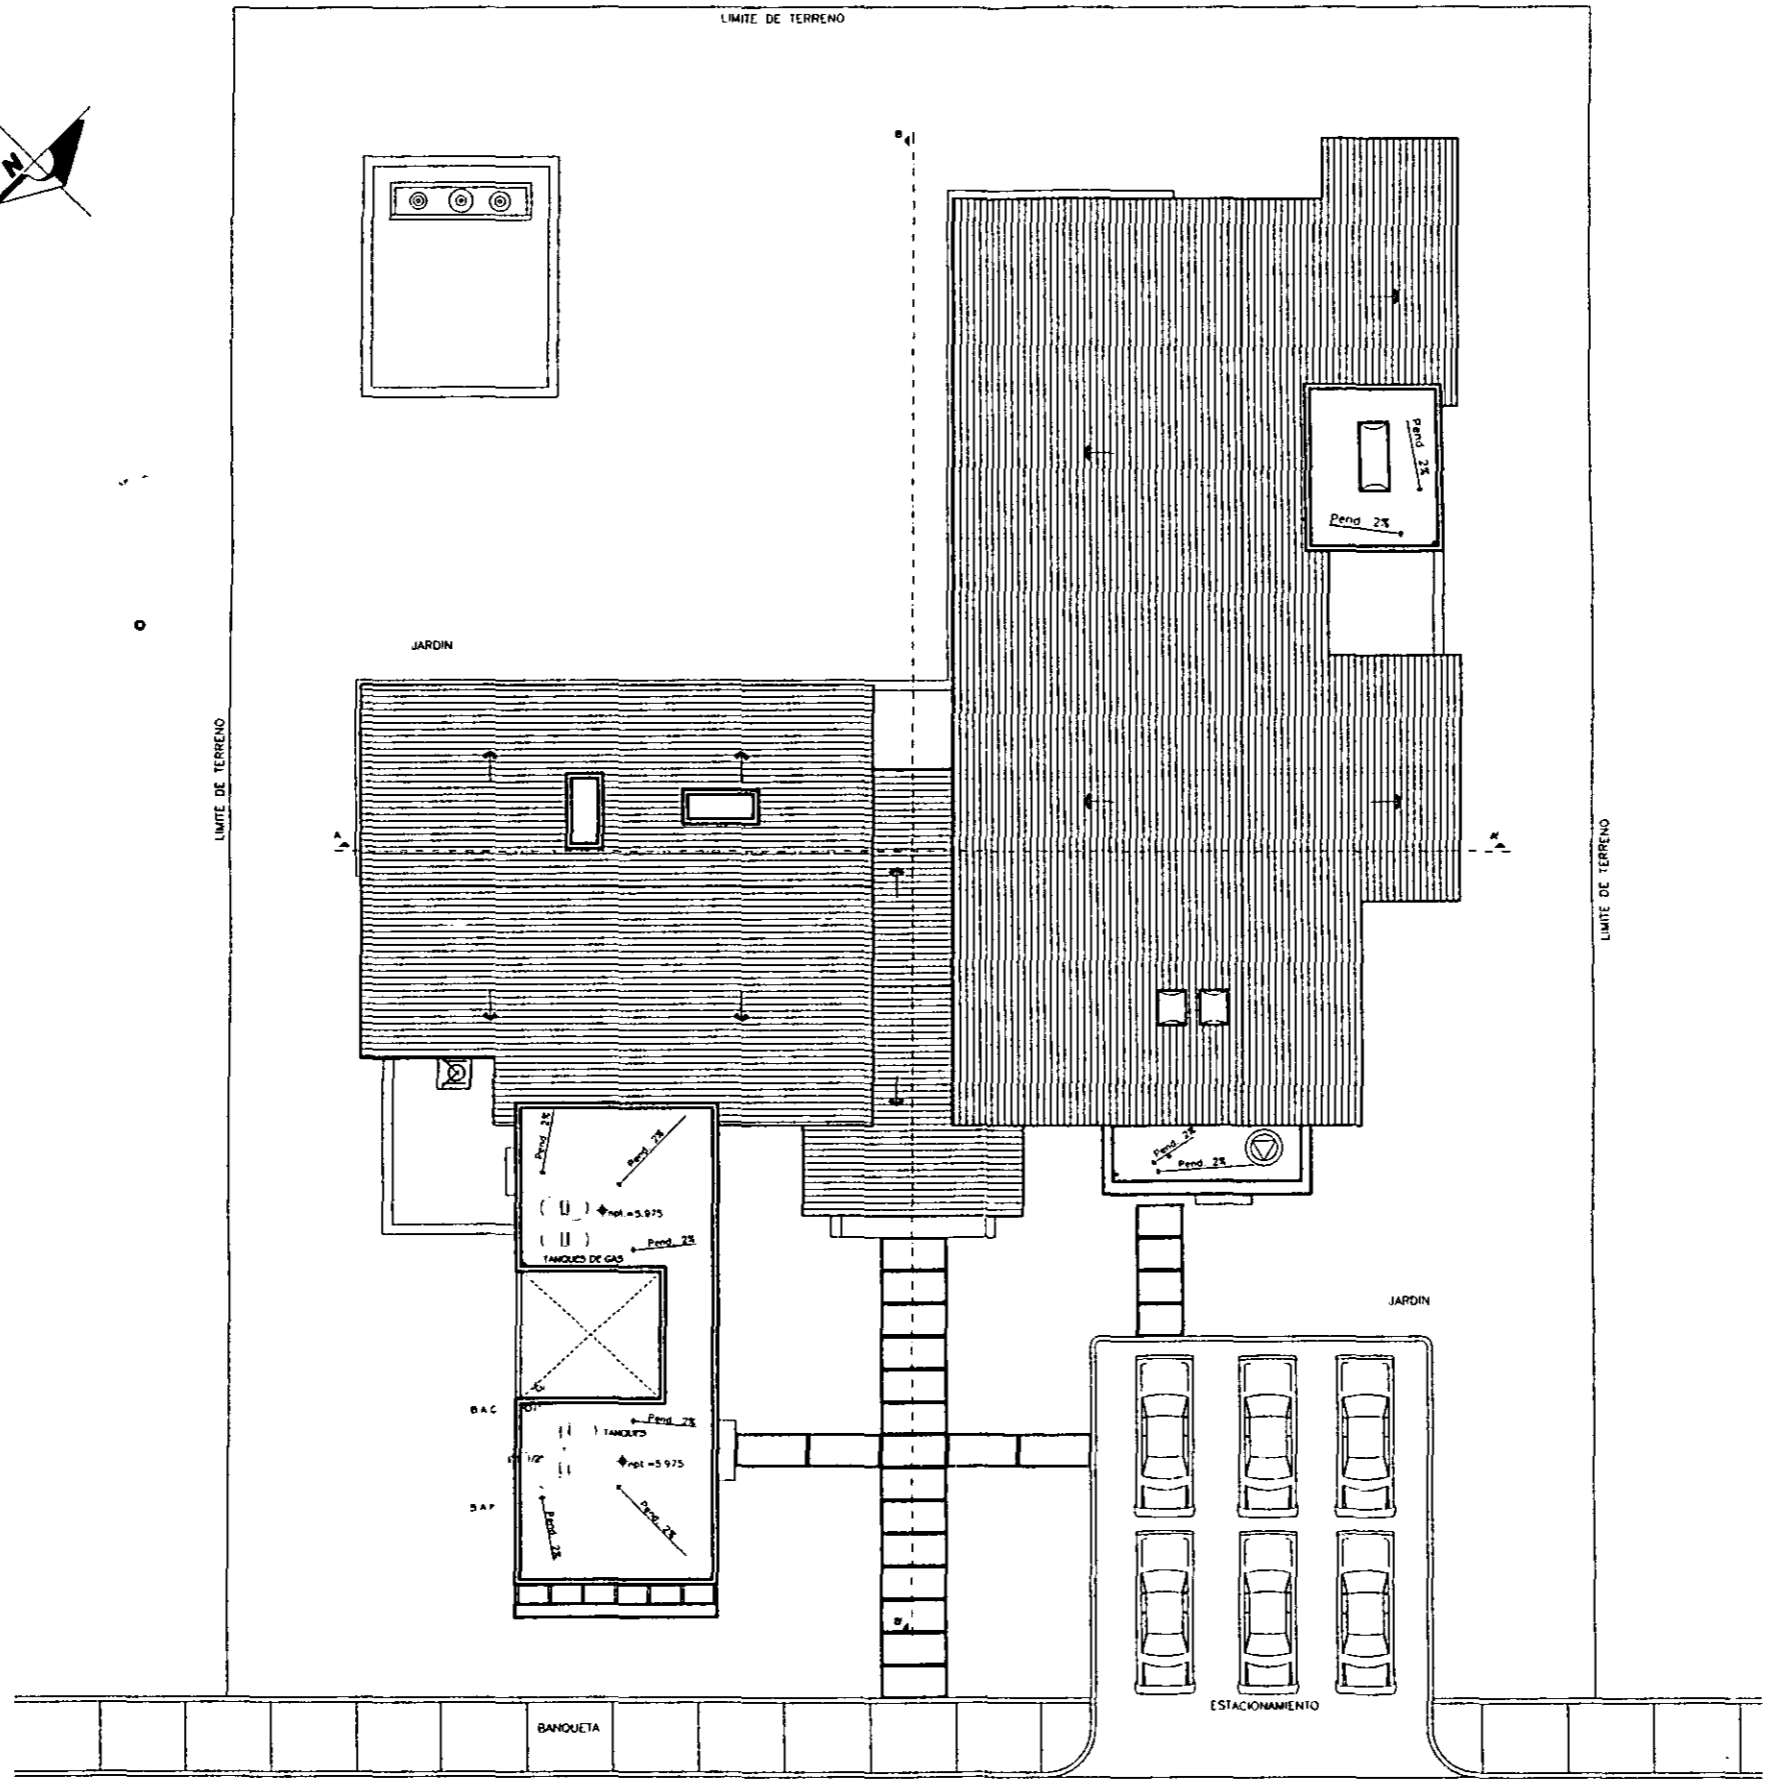 LIMITE DE TERRENO
N
B
Pend. 2%
Pend. 2%
JARDIN
LIMITE DE TERRENO
LIMITE DE TERRENO
A
A'
Pend. 2%
Pend. 2%
Pend. 2%
Pend. 2%
npt.=5.975
Pend. 2%
TANQUES DE GAS
JARDIN
B A C
Pend. 2%
TANQUES
1/2"
npt.=5.975
B A P
Pend. 2%
Pend. 2%
B'
ESTACIONAMIENTO
BANQUETA